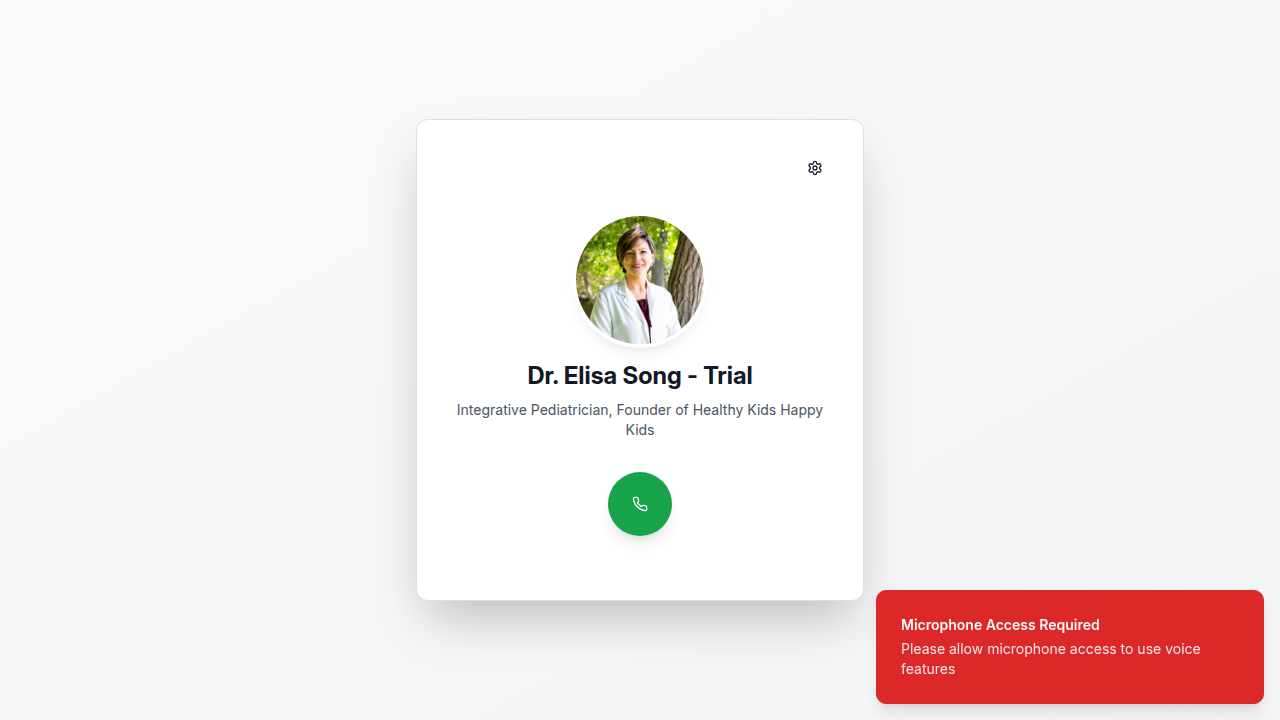 Dr. Elisa Song - Trial
Integrative Pediatrician, Founder of Healthy Kids Happy
Kids
Microphone Access Required
Please allow microphone access to use voice
features